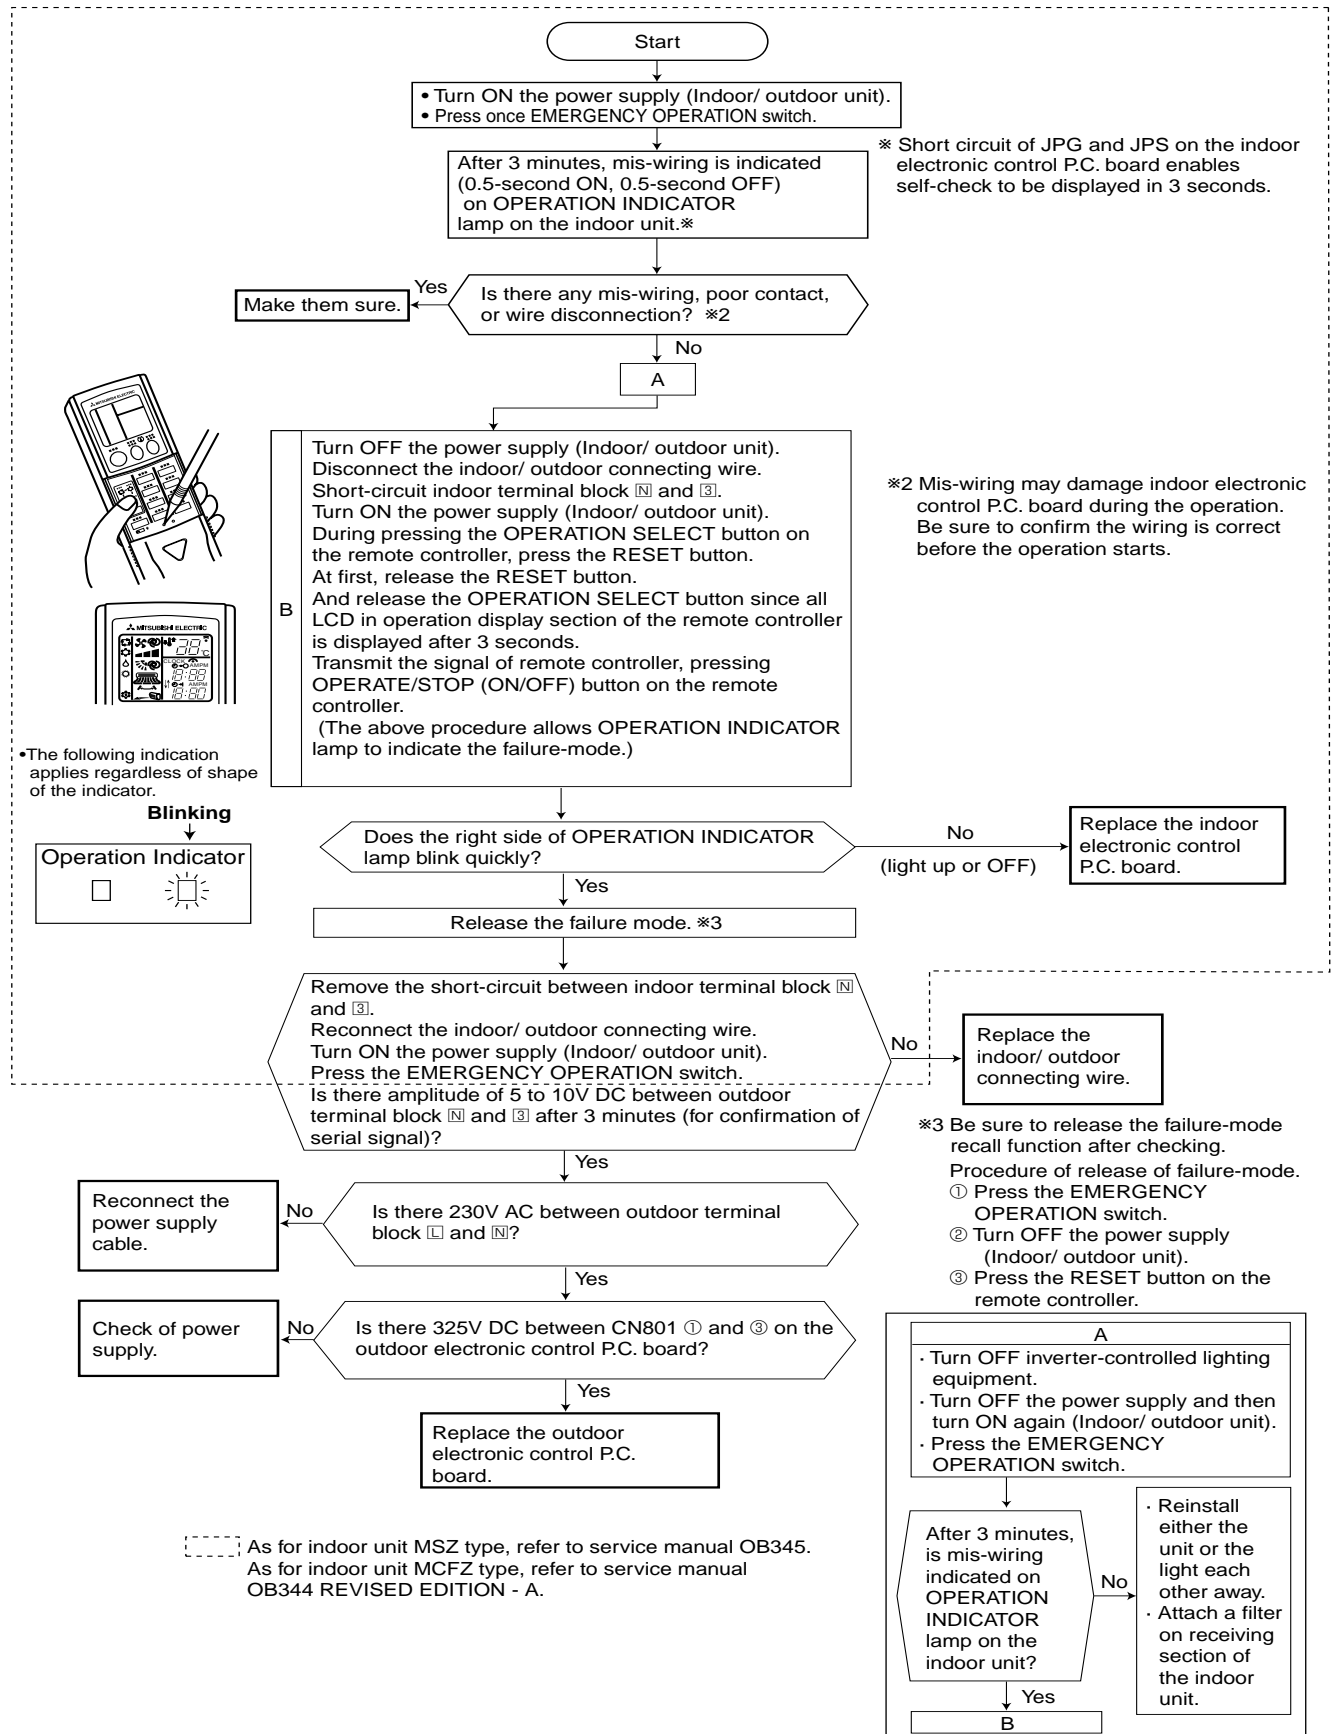 Start
• Turn ON the power supply (Indoor/ outdoor unit).
• Press once EMERGENCY OPERATION switch.
After 3 minutes, mis-wiring is indicated
(0.5-second ON, 0.5-second OFF)
on OPERATION INDICATOR
lamp on the indoor unit.※
※ Short circuit of JPG and JPS on the indoor
electronic control P.C. board enables
self-check to be displayed in 3 seconds.
Is there any mis-wiring, poor contact,
or wire disconnection? ※2
Yes
Make them sure.
No
A
MITSUBISHI ELECTRIC
B
Turn OFF the power supply (Indoor/ outdoor unit).
Disconnect the indoor/ outdoor connecting wire.
Short-circuit indoor terminal block N and 3.
Turn ON the power supply (Indoor/ outdoor unit).
During pressing the OPERATION SELECT button on
the remote controller, press the RESET button.
At first, release the RESET button.
And release the OPERATION SELECT button since all
LCD in operation display section of the remote controller
is displayed after 3 seconds.
Transmit the signal of remote controller, pressing
OPERATE/STOP (ON/OFF) button on the remote
controller.
(The above procedure allows OPERATION INDICATOR
lamp to indicate the failure-mode.)
※2 Mis-wiring may damage indoor electronic
control P.C. board during the operation.
Be sure to confirm the wiring is correct
before the operation starts.
MITSUBISHI ELECTRIC
88°C
CLOCK AMPM
18:88
AMPM
18:80
•The following indication
applies regardless of shape
of the indicator.
Blinking
Operation Indicator
Does the right side of OPERATION INDICATOR
lamp blink quickly?
No
(light up or OFF)
Replace the indoor
electronic control
P.C. board.
Yes
Release the failure mode. ※3
Remove the short-circuit between indoor terminal block N
and 3.
Reconnect the indoor/ outdoor connecting wire.
Turn ON the power supply (Indoor/ outdoor unit).
Press the EMERGENCY OPERATION switch.
Is there amplitude of 5 to 10V DC between outdoor
terminal block N and 3 after 3 minutes (for confirmation of
serial signal)?
No
Replace the
indoor/ outdoor
connecting wire.
Yes
※3 Be sure to release the failure-mode
recall function after checking.
Procedure of release of failure-mode.
① Press the EMERGENCY
OPERATION switch.
② Turn OFF the power supply
(Indoor/ outdoor unit).
③ Press the RESET button on the
remote controller.
Is there 230V AC between outdoor terminal
block L and N?
No
Reconnect the
power supply
cable.
Yes
Is there 325V DC between CN801 ① and ③ on the
outdoor electronic control P.C. board?
No
Check of power
supply.
Yes
Replace the outdoor
electronic control P.C.
board.
As for indoor unit MSZ type, refer to service manual OB345.
As for indoor unit MCFZ type, refer to service manual
OB344 REVISED EDITION - A.
A
· Turn OFF inverter-controlled lighting
equipment.
· Turn OFF the power supply and then
turn ON again (Indoor/ outdoor unit).
· Press the EMERGENCY
OPERATION switch.
After 3 minutes,
is mis-wiring
indicated on
OPERATION
INDICATOR
lamp on the
indoor unit?
No
· Reinstall
either the
unit or the
light each
other away.
· Attach a filter
on receiving
section of
the indoor
unit.
Yes
B